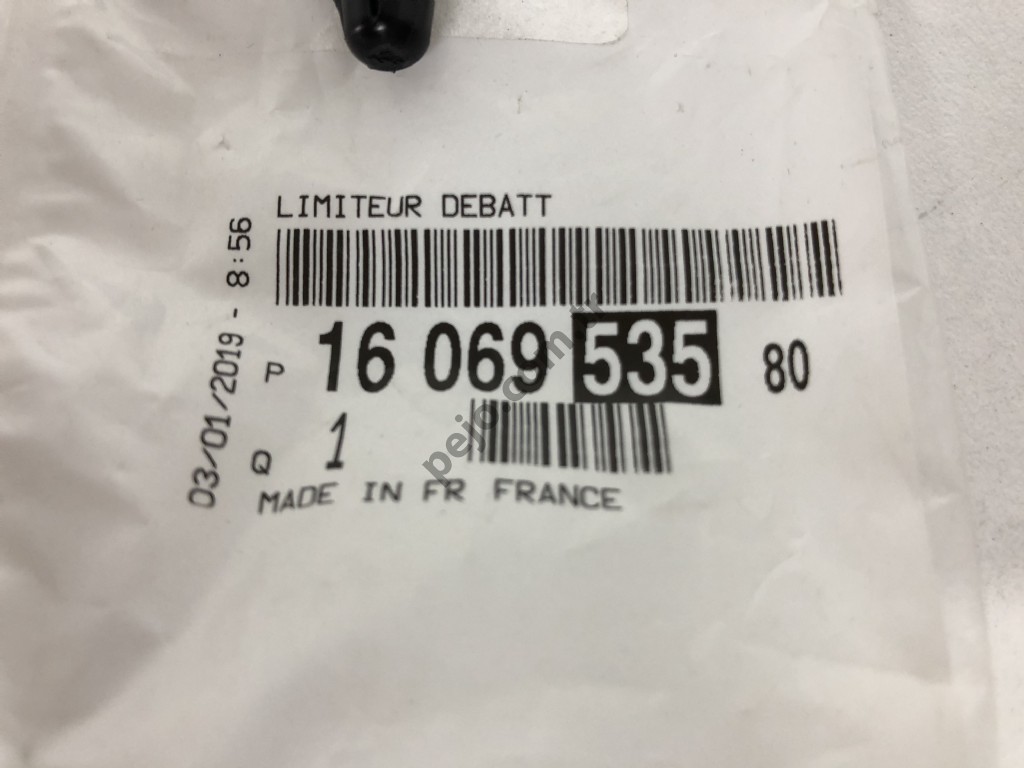 LIMITEUR DEBATT
03/01/2019 - 8:56
P 16 069 535 80
Q 1
MADE IN FR FRANCE
pejo.com.tr